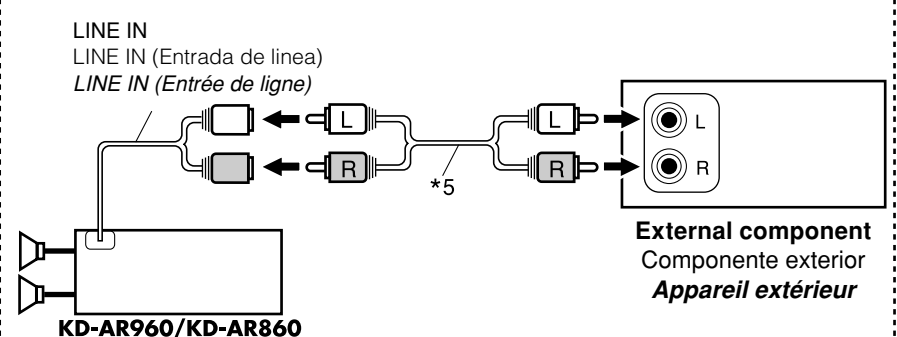 LINE IN
LINE IN (Entrada de linea)
LINE IN (Entrée de ligne)
L
L
L
R
R
R
*5
External component
Componente exterior
Appareil extérieur
KD-AR960/KD-AR860